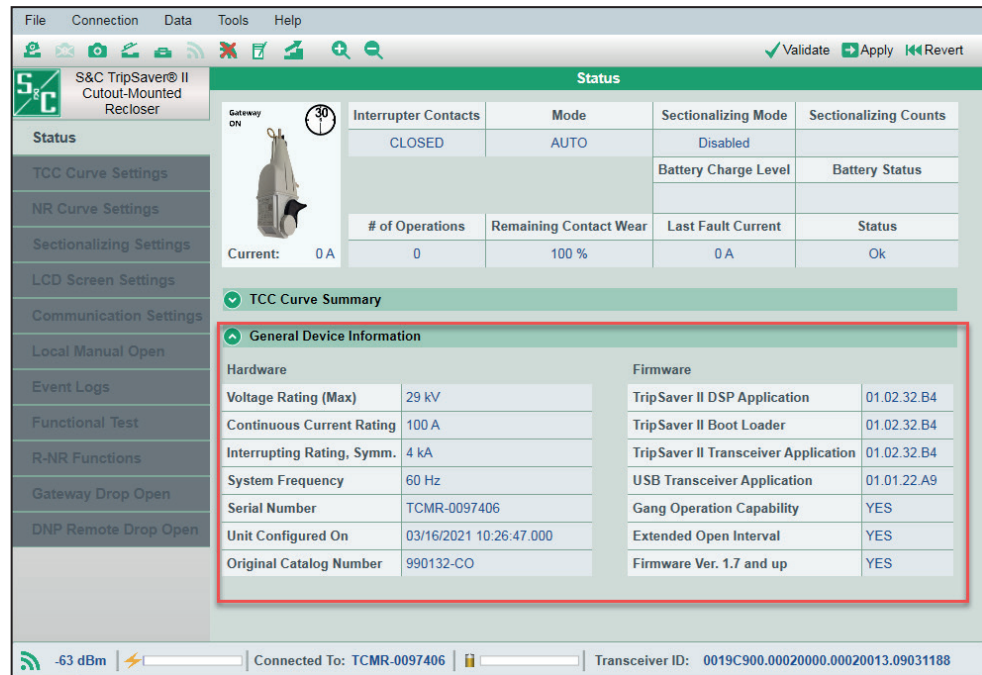 File Connection Data Tools Help
Validate Apply Revert
S&C
S&C TripSaver® II
Cutout-Mounted
Recloser
Status
TCC Curve Settings
NR Curve Settings
Sectionalizing Settings
LCD Screen Settings
Communication Settings
Local Manual Open
Event Logs
Functional Test
R-NR Functions
Gateway Drop Open
DNP Remote Drop Open
Status
Gateway
ON
30
Current: 0 A
Interrupter Contacts Mode Sectionalizing Mode Sectionalizing Counts
CLOSED AUTO Disabled
Battery Charge Level Battery Status
# of Operations Remaining Contact Wear Last Fault Current Status
0 100 % 0 A Ok
TCC Curve Summary
General Device Information
Hardware
Voltage Rating (Max) 29 kV
Continuous Current Rating 100 A
Interrupting Rating, Symm. 4 kA
System Frequency 60 Hz
Serial Number TCMR-0097406
Unit Configured On 03/16/2021 10:26:47.000
Original Catalog Number 990132-CO
Firmware
TripSaver II DSP Application 01.02.32.B4
TripSaver II Boot Loader 01.02.32.B4
TripSaver II Transceiver Application 01.02.32.B4
USB Transceiver Application 01.01.22.A9
Gang Operation Capability YES
Extended Open Interval YES
Firmware Ver. 1.7 and up YES
-63 dBm Connected To: TCMR-0097406 Transceiver ID: 0019C900.00020000.00020013.09031188